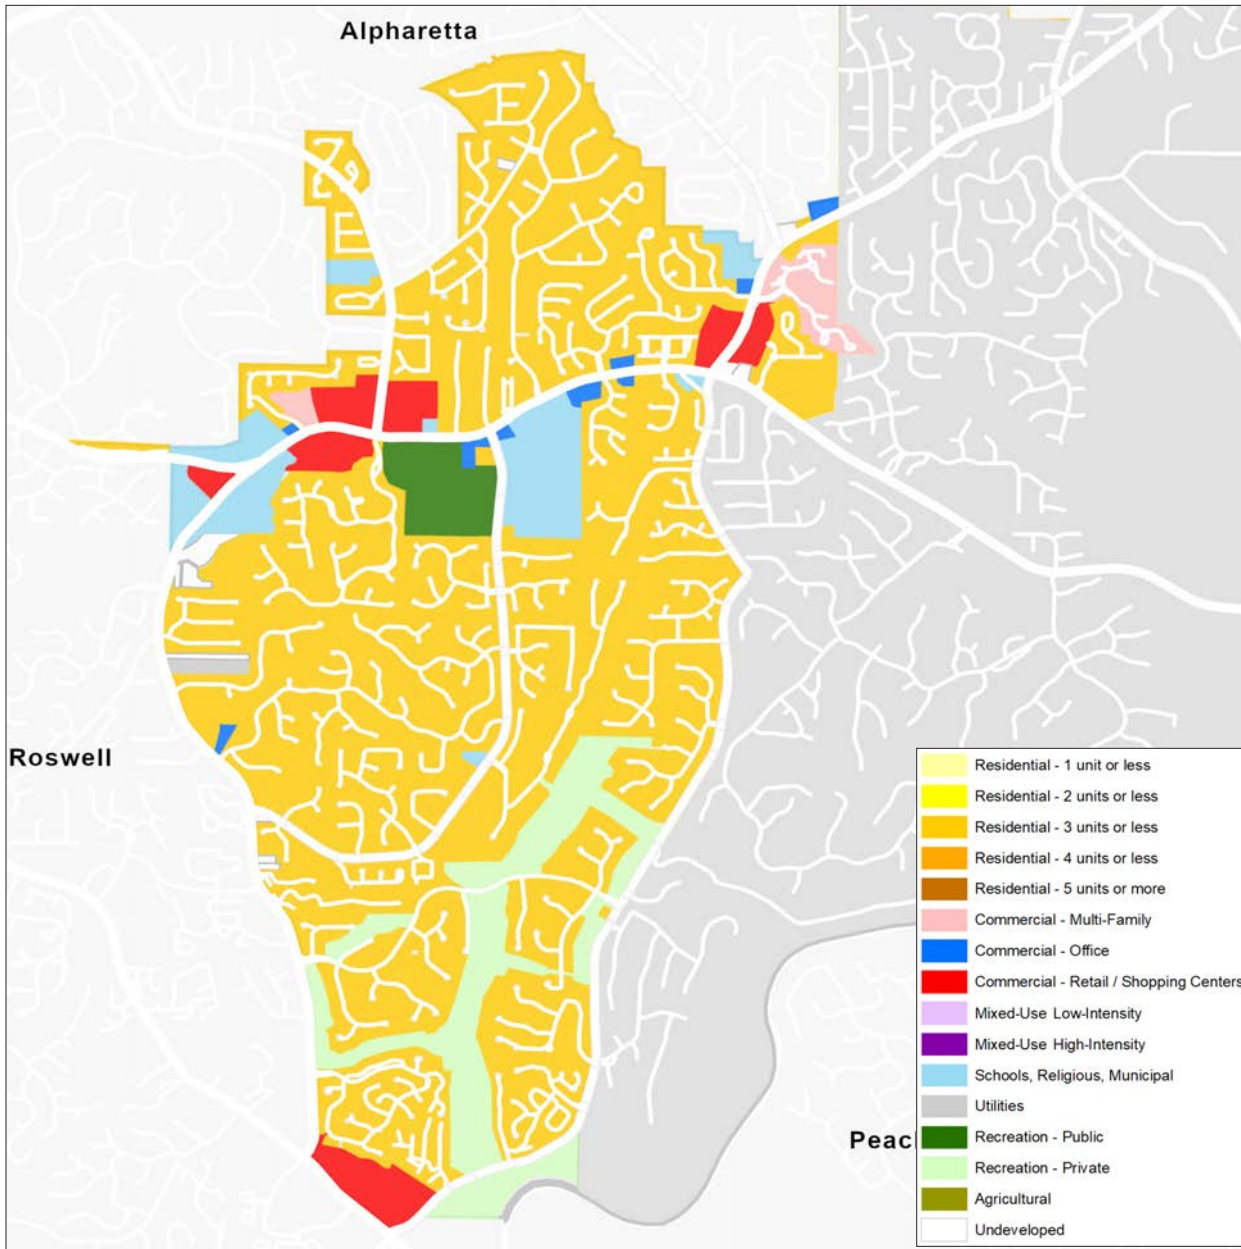 Alpharetta
Roswell
Residential - 1 unit or less
Residential - 2 units or less
Residential - 3 units or less
Residential - 4 units or less
Residential - 5 units or more
Commercial - Multi-Family
Commercial - Office
Commercial - Retail / Shopping Centers
Mixed-Use Low-Intensity
Mixed-Use High-Intensity
Schools, Religious, Municipal
Utilities
Peac
Recreation - Public
Recreation - Private
Agricultural
Undeveloped